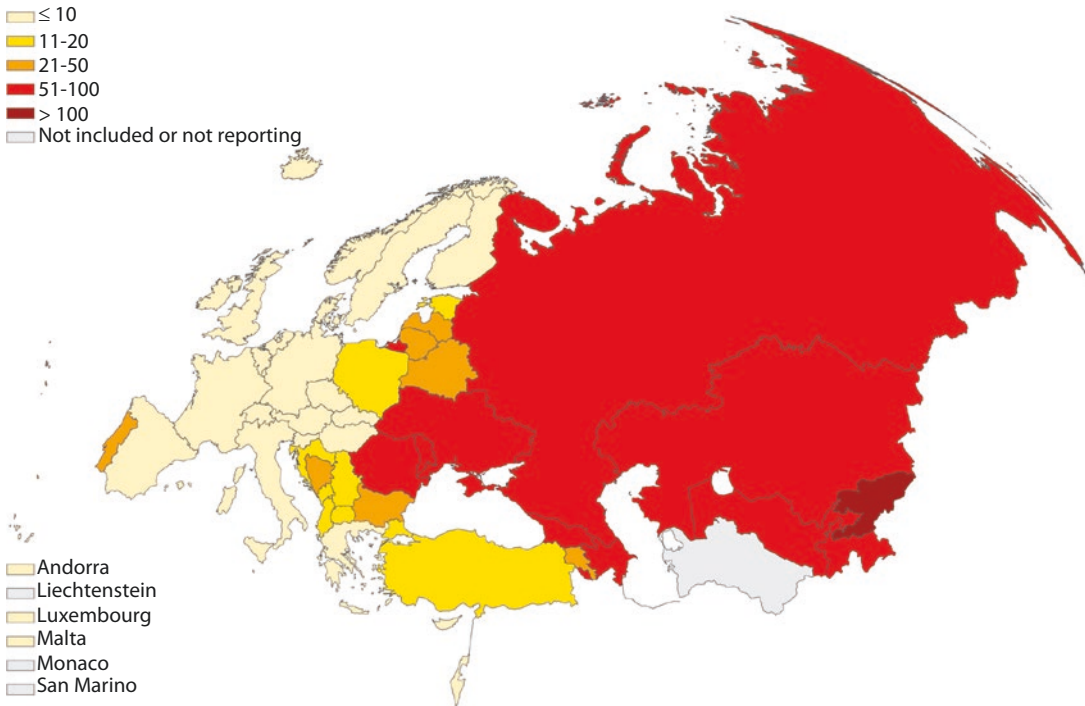 ≤ 10
11-20
21-50
51-100
> 100
Not included or not reporting
Andorra
Liechtenstein
Luxembourg
Malta
Monaco
San Marino